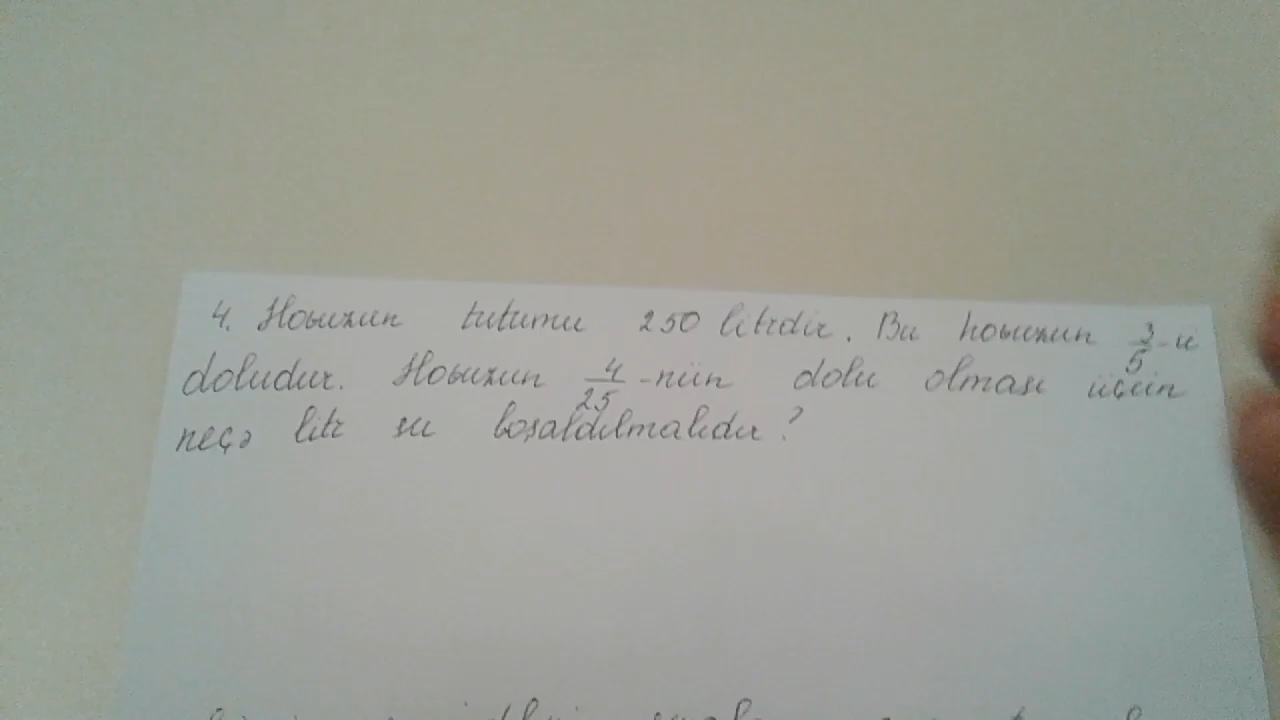 4. Hovuzun tutumu 250 litrdir. Bu hovuzun 3/5-ü
doludur. Hovuzun 4/25-nün dolu olması üçün
neçə litr su boşaldılmalıdır?